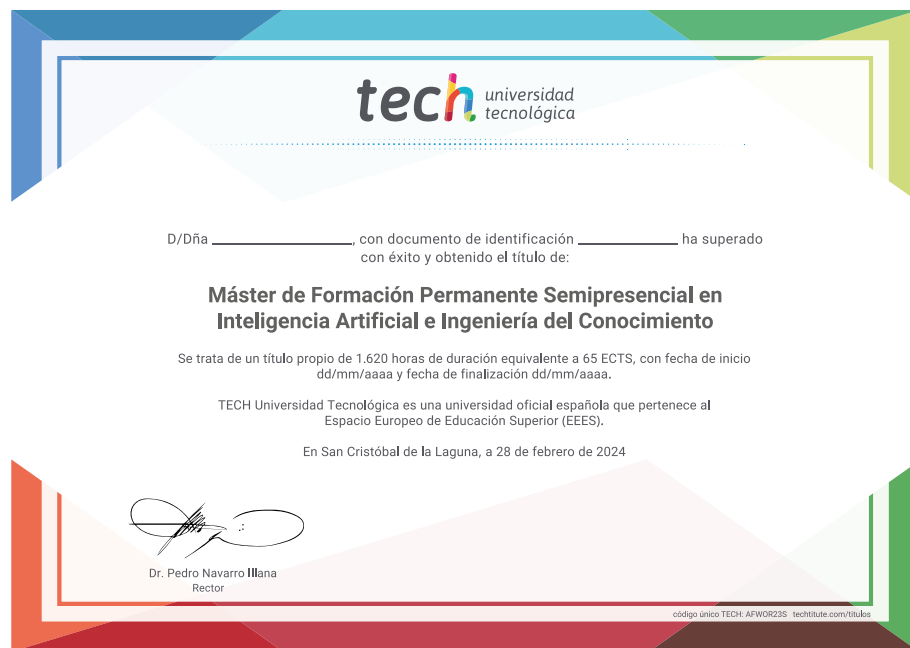 tech universidad
tecnológica
D/Dña ______________, con documento de identificación ____________ ha superado
con éxito y obtenido el título de:
Máster de Formación Permanente Semipresencial en
Inteligencia Artificial e Ingeniería del Conocimiento
Se trata de un título propio de 1.620 horas de duración equivalente a 65 ECTS, con fecha de inicio
dd/mm/aaaa y fecha de finalización dd/mm/aaaa.
TECH Universidad Tecnológica es una universidad oficial española que pertenece al
Espacio Europeo de Educación Superior (EEES).
En San Cristóbal de la Laguna, a 28 de febrero de 2024
Dr. Pedro Navarro Illana
Rector
código único TECH: AFWOR23S techtitute.com/titulos